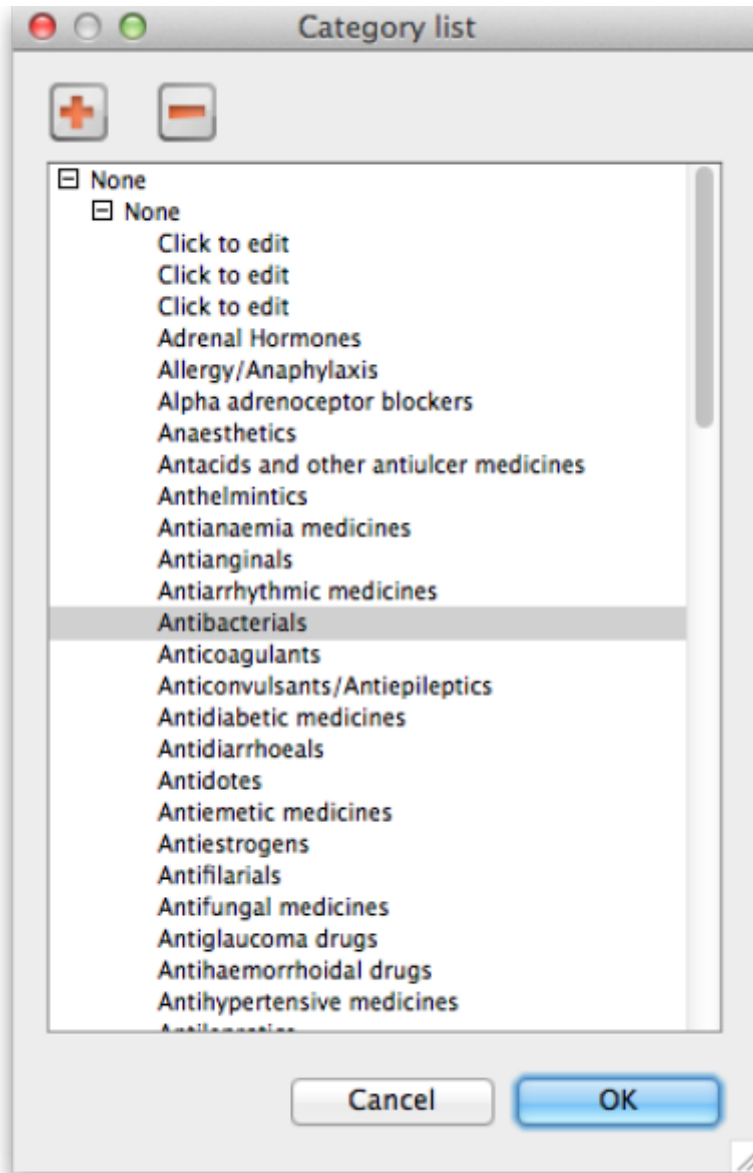 Category list
None
None
Click to edit
Click to edit
Click to edit
Adrenal Hormones
Allergy/Anaphylaxis
Alpha adrenoceptor blockers
Anaesthetics
Antacids and other antiulcer medicines
Anthelmintics
Antianaemia medicines
Antianginals
Antiarrhythmic medicines
Antibacterials
Anticoagulants
Anticonvulsants/Antiepileptics
Antidiabetic medicines
Antidiarrhoeals
Antidotes
Antiemetic medicines
Antiestrogens
Antifilarials
Antifungal medicines
Antiglaucoma drugs
Antihaemorrhoidal drugs
Antihypertensive medicines
Cancel OK